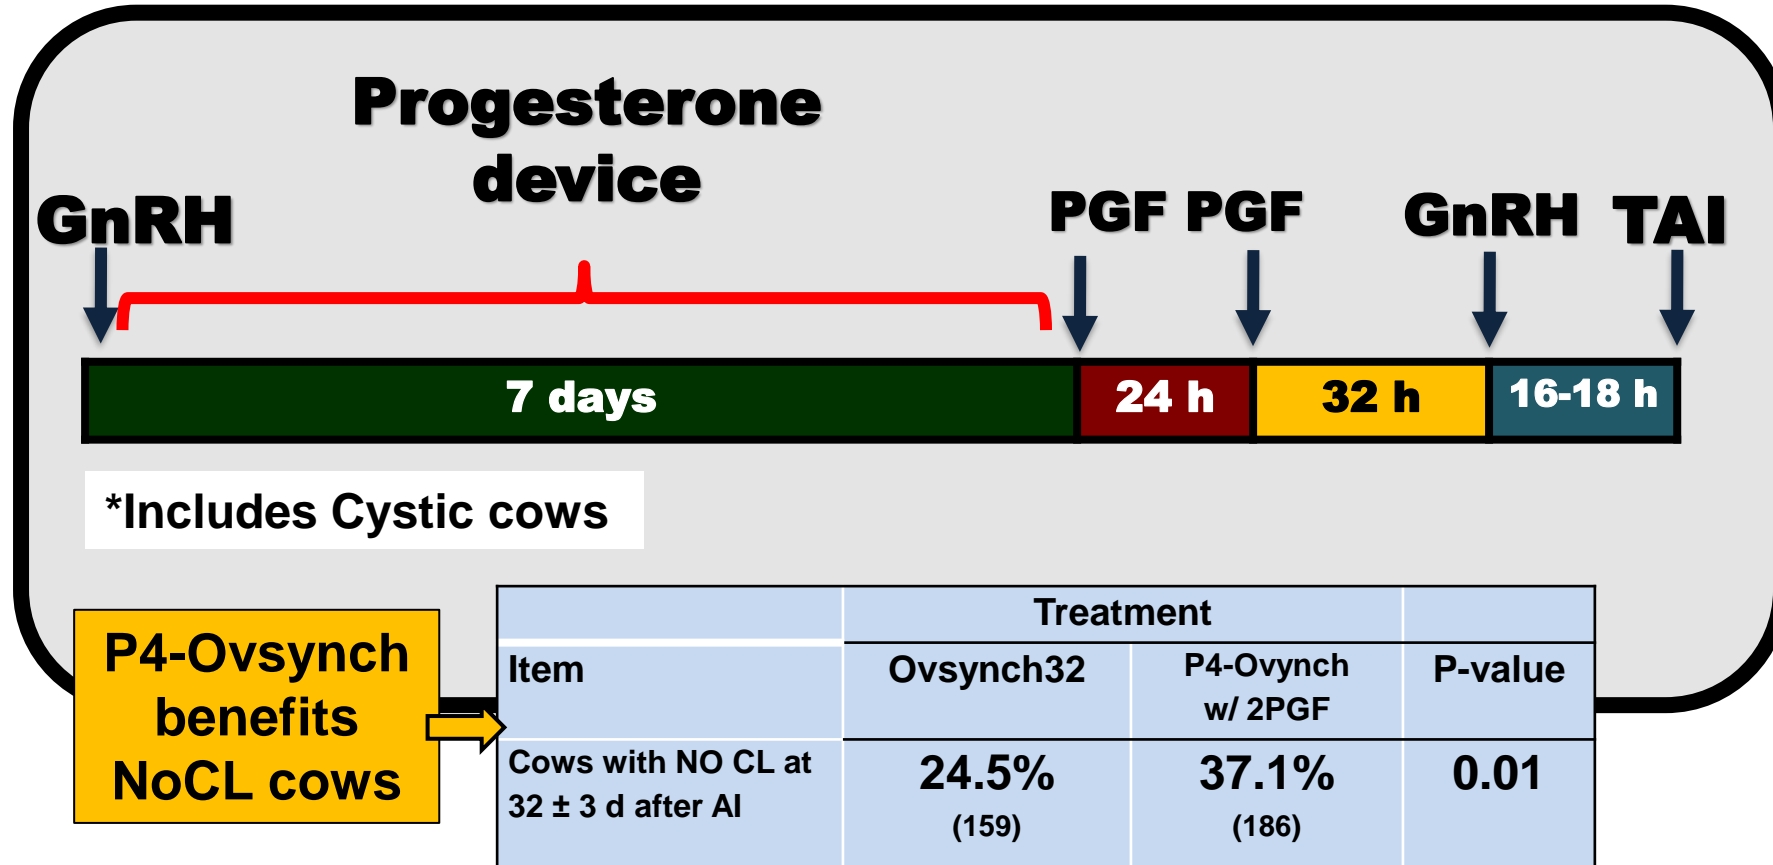 Progesterone
device
GnRH
PGF PGF
GnRH
TAI
7 days
24 h
32 h
16-18 h
*Includes Cystic cows
P4-Ovsynch
benefits
NoCL cows
Treatment
Item
Ovsynch32
P4-Ovynch
w/ 2PGF
P-value
Cows with NO CL at
32 ± 3 d after AI
24.5%
(159)
37.1%
(186)
0.01